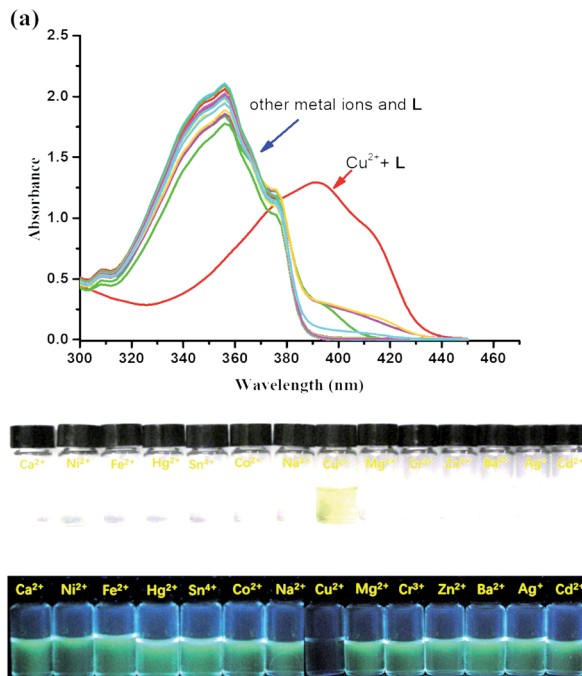 (a)
2.5
2.0
1.5
1.0
0.5
0.0
Absorbance
other metal ions and L
Cu²⁺+ L
300 320 340 360 380 400 420 440 460
Wavelength (nm)
Ca²⁺ Ni²⁺ Fe²⁺ Hg²⁺ Sn⁴⁺ Co²⁺ Na²⁺ Cu²⁺ Mg²⁺ Cr³⁺ Zn²⁺ Ba²⁺ Ag⁺ Cd²⁺
Ca²⁺ Ni²⁺ Fe²⁺ Hg²⁺ Sn⁴⁺ Co²⁺ Na²⁺ Cu²⁺ Mg²⁺ Cr³⁺ Zn²⁺ Ba²⁺ Ag⁺ Cd²⁺